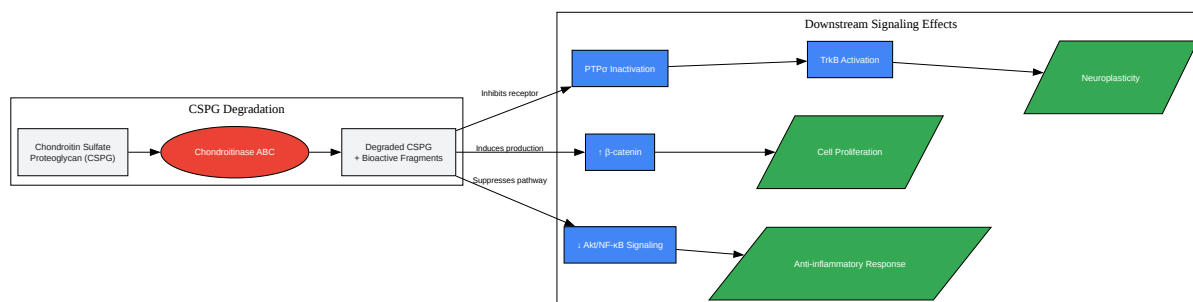 Downstream Signaling Effects
PTPσ Inactivation
TrkB Activation
Neuroplasticity
Inhibits receptor
CSPG Degradation
Chondroitin Sulfate
Proteoglycan (CSPG)
Chondroitinase ABC
Degraded CSPG
+ Bioactive Fragments
Induces production
↑ β-catenin
Cell Proliferation
Suppresses pathway
↓ Akt/NF-κB Signaling
Anti-inflammatory Response